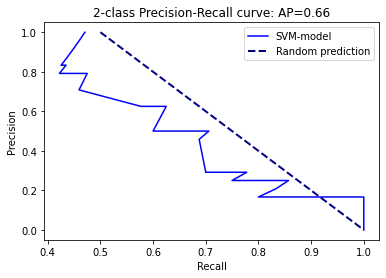 2-class Precision-Recall curve: AP=0.66
SVM-model
Random prediction
1.0
0.8
0.6
0.4
0.2
0.0
Precision
0.4
0.5
0.6
0.7
0.8
0.9
1.0
Recall